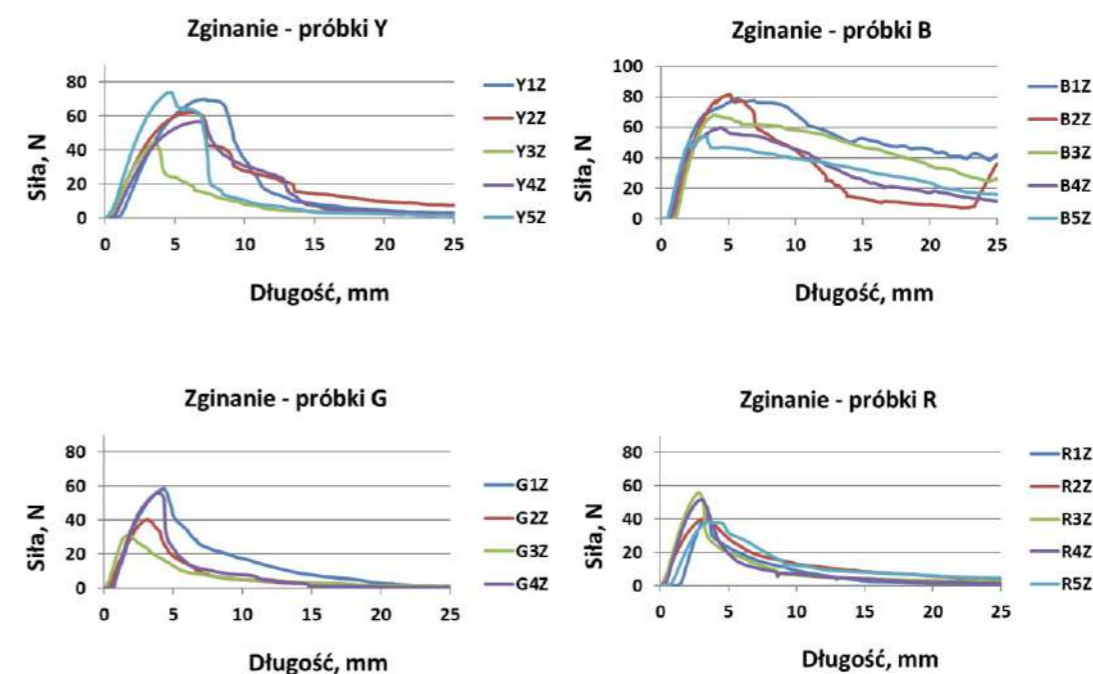 Zginanie - próbki Y
Siła, N
80
60
40
20
0
0 5 10 15 20 25
Długość, mm
Y1Z
Y2Z
Y3Z
Y4Z
Y5Z
Zginanie - próbki B
Siła, N
100
80
60
40
20
0
0 5 10 15 20 25
Długość, mm
B1Z
B2Z
B3Z
B4Z
B5Z
Zginanie - próbki G
Siła, N
80
60
40
20
0
0 5 10 15 20 25
Długość, mm
G1Z
G2Z
G3Z
G4Z
Zginanie - próbki R
Siła, N
80
60
40
20
0
0 5 10 15 20 25
Długość, mm
R1Z
R2Z
R3Z
R4Z
R5Z